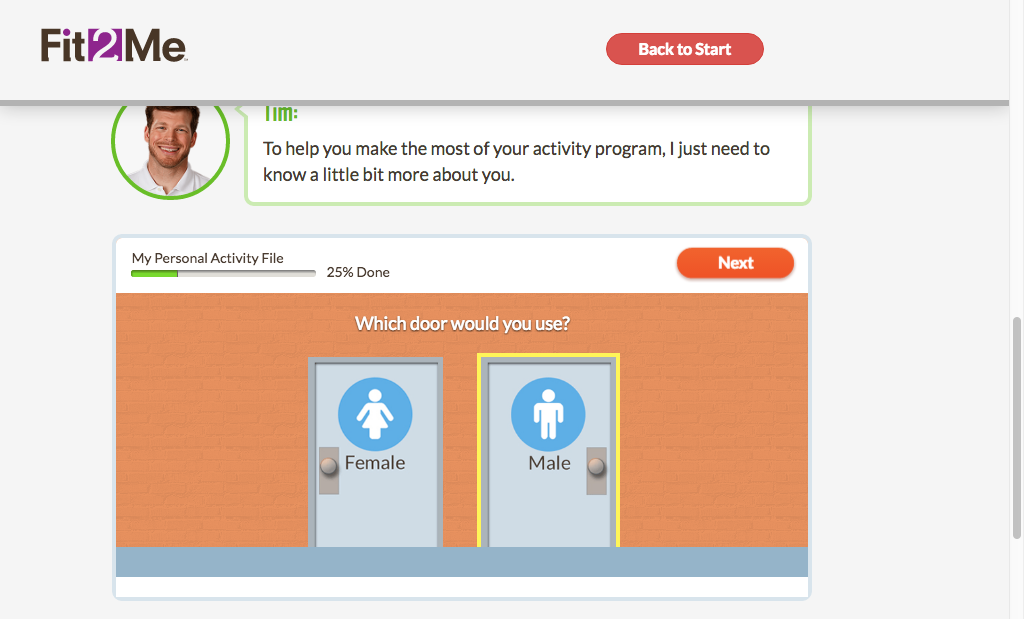 Fit2Me
Back to Start
Tim:
To help you make the most of your activity program, I just need to
know a little bit more about you.
My Personal Activity File
25% Done
Next
Which door would you use?
Female
Male